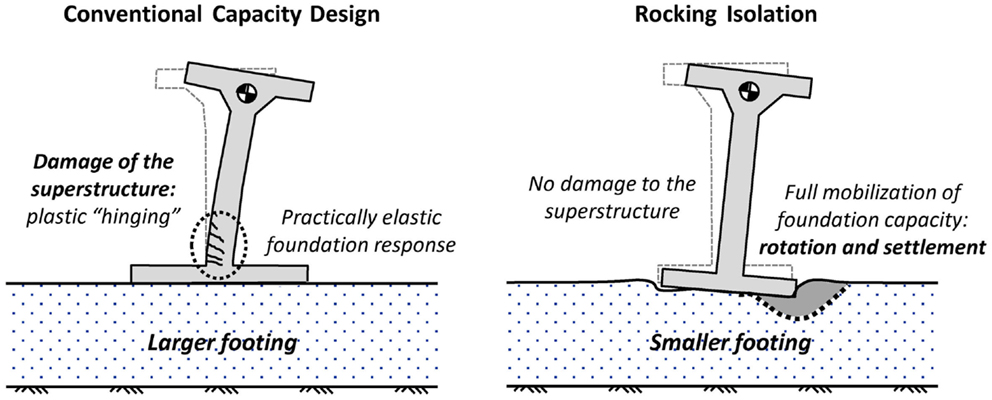 Conventional Capacity Design
Damage of the
superstructure:
plastic “hinging”
Practically elastic
foundation response
Larger footing
Rocking Isolation
No damage to the
superstructure
Full mobilization of
foundation capacity:
rotation and settlement
Smaller footing